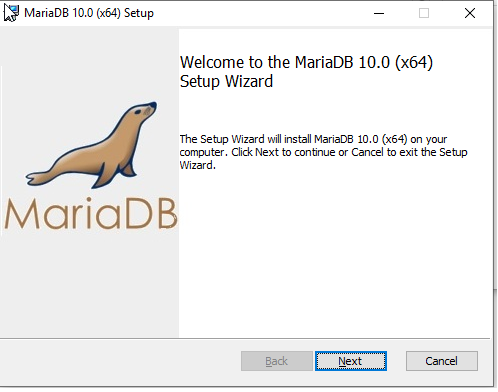 MariaDB 10.0 (x64) Setup
Welcome to the MariaDB 10.0 (x64)
Setup Wizard
The Setup Wizard will install MariaDB 10.0 (x64) on your
computer. Click Next to continue or Cancel to exit the Setup
Wizard.
MariaDB
Back
Next
Cancel